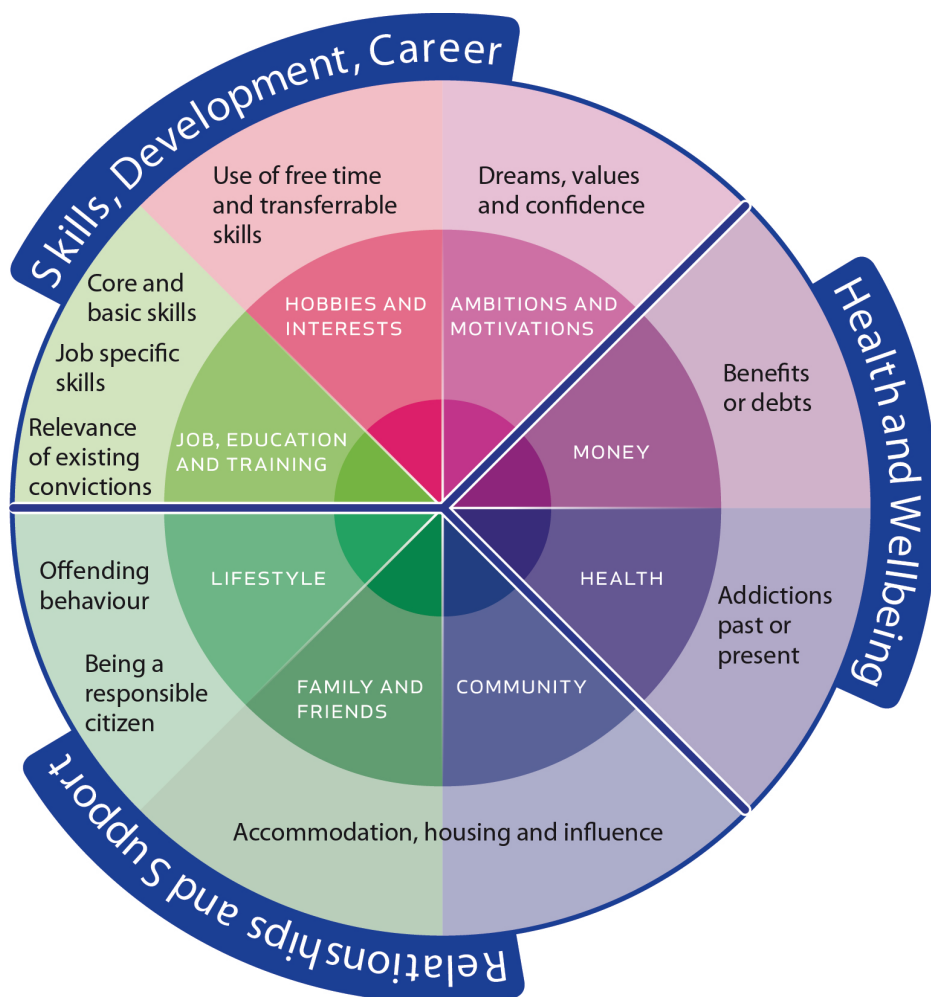 Skills, Development, Career
Use of free time
and transferrable
skills
Dreams, values
and confidence
HOBBIES AND
INTERESTS
AMBITIONS AND
MOTIVATIONS
Core and
basic skills
Job specific
skills
Relevance
of existing
convictions
JOB, EDUCATION
AND TRAINING
MONEY
Benefits
or debts
Health and Wellbeing
HEALTH
Addictions
past or
present
Offending
behaviour
Being a
responsible
citizen
LIFESTYLE
FAMILY AND
FRIENDS
COMMUNITY
Accommodation, housing and influence
Relationships and Support